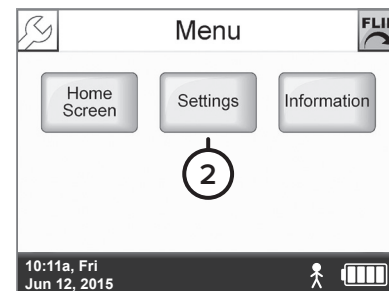 Menu
FLI
Home
Screen
Settings
Information
2
10:11a, Fri
Jun 12, 2015